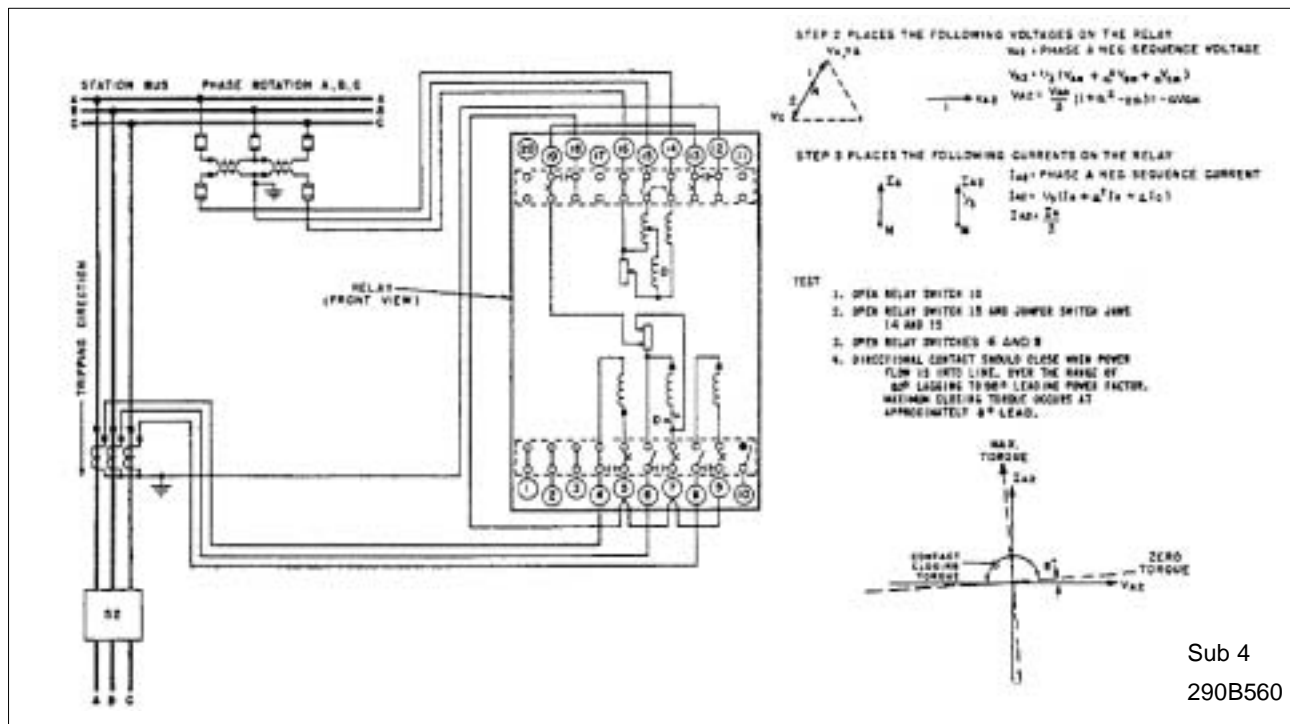 STEP 2 PLACES THE FOLLOWING VOLTAGES ON THE RELAY
= PHASE A NEG SEQUENCE VOLTAGE
STATION BUS PHASE ROTATION A, B, C
STEP 3 PLACES THE FOLLOWING CURRENTS ON THE RELAY
= PHASE A NEG SEQUENCE CURRENT
20 19 18 17 16 15 14 13 12 11
TRIPPING DIRECTION
RELAY
(FRONT VIEW)
TEST
1. OPEN RELAY SWITCH 10
2. OPEN RELAY SWITCH 15 AND JUMPER SWITCH JAWS
14 AND 15
3. OPEN RELAY SWITCHES 6 AND 8
4. DIRECTIONAL CONTACT SHOULD CLOSE WHEN POWER
FLOW IS INTO LINE, OVER THE RANGE OF
LAGGING TO LEADING POWER FACTOR.
MAXIMUM CLOSING TORQUE OCCURS AT
APPROXIMATELY 8° LEAD.
1 2 3 4 5 6 7 8 9 10
MAX.
TORQUE
CONTACT
CLOSING
TORQUE
8°
ZERO
TORQUE
52
A B C
Sub 4
290B560